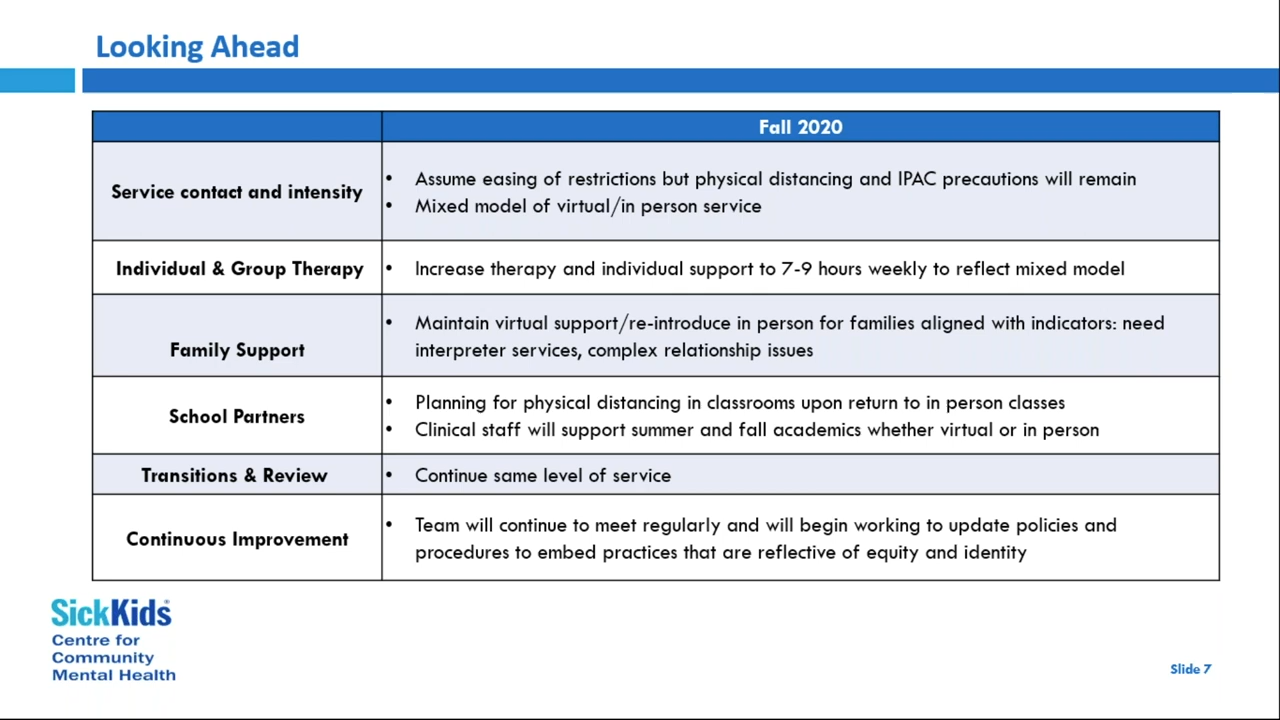 Looking Ahead
Fall 2020
Service contact and intensity
• Assume easing of restrictions but physical distancing and IPAC precautions will remain
• Mixed model of virtual/in person service
Individual & Group Therapy
• Increase therapy and individual support to 7-9 hours weekly to reflect mixed model
Family Support
• Maintain virtual support/re-introduce in person for families aligned with indicators: need
interpreter services, complex relationship issues
School Partners
• Planning for physical distancing in classrooms upon return to in person classes
• Clinical staff will support summer and fall academics whether virtual or in person
Transitions & Review
• Continue same level of service
Continuous Improvement
• Team will continue to meet regularly and will begin working to update policies and
procedures to embed practices that are reflective of equity and identity
SickKids®
Centre for
Community
Mental Health
Slide 7